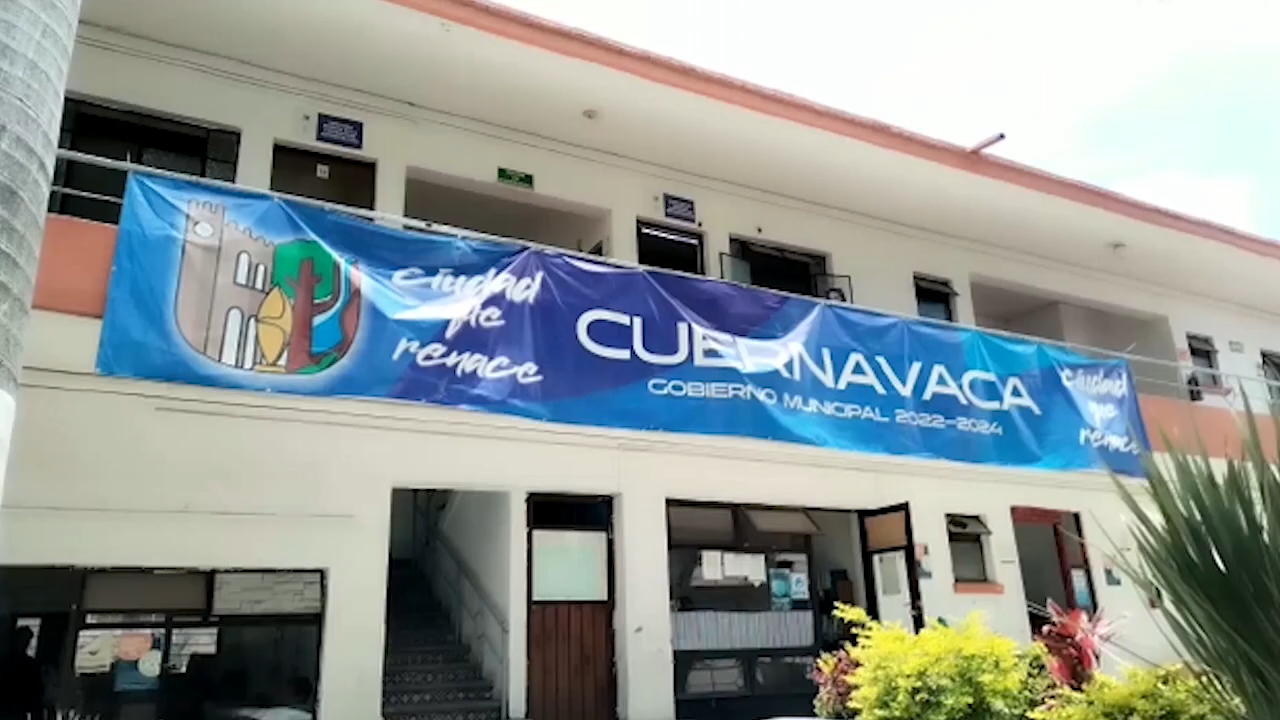 ciudad
que
renace
CUERNAVACA
GOBIERNO MUNICIPAL 2022-2024
ciudad
que
renace